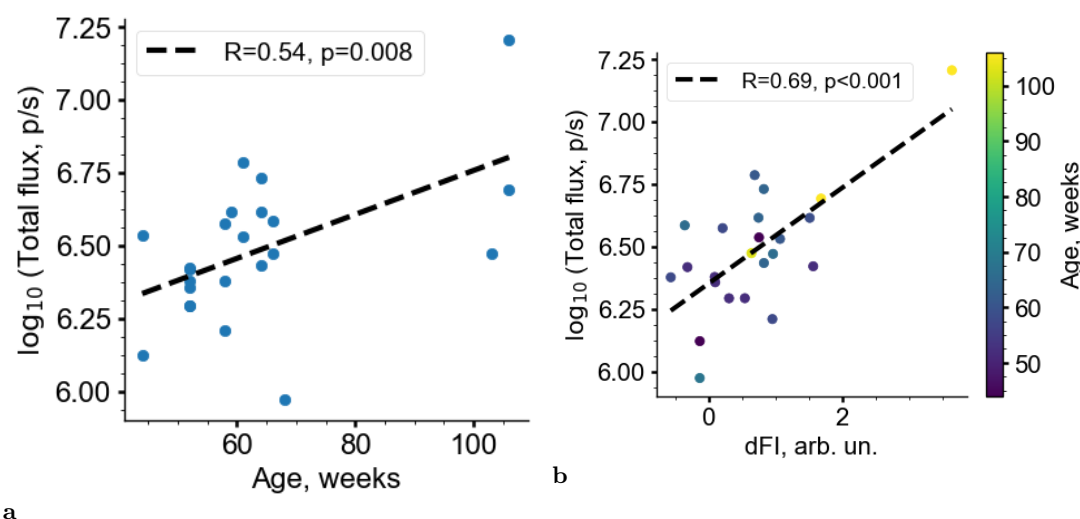 R=0.54, p=0.008
7.25
7.00
6.75
6.50
6.25
6.00
log10 (Total flux, p/s)
60 80 100
Age, weeks
a
R=0.69, p<0.001
7.25
7.00
6.75
6.50
6.25
6.00
log10 (Total flux, p/s)
0 2
dFI, arb. un.
b
100
90
80
70
60
50
Age, weeks